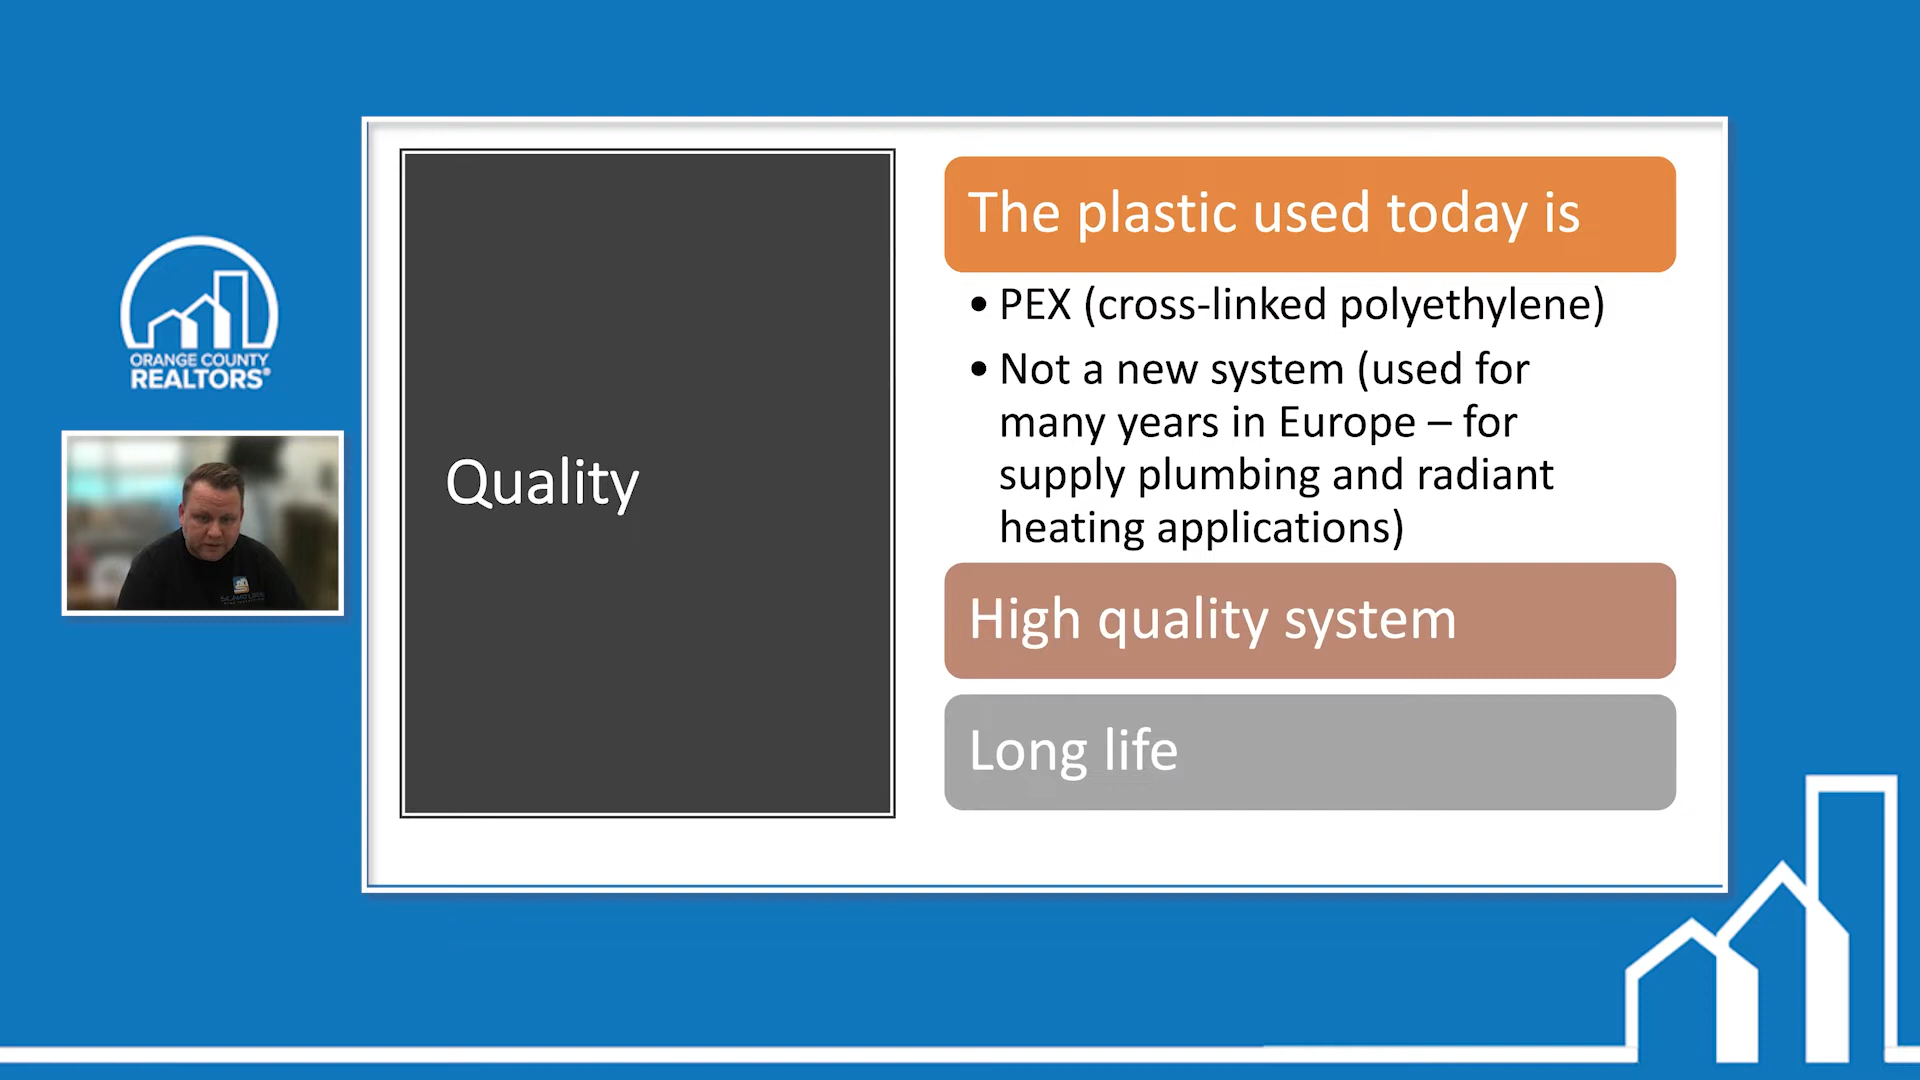 ORANGE COUNTY
REALTORS®
SIGNATURE
Quality
The plastic used today is
• PEX (cross-linked polyethylene)
• Not a new system (used for
many years in Europe – for
supply plumbing and radiant
heating applications)
High quality system
Long life